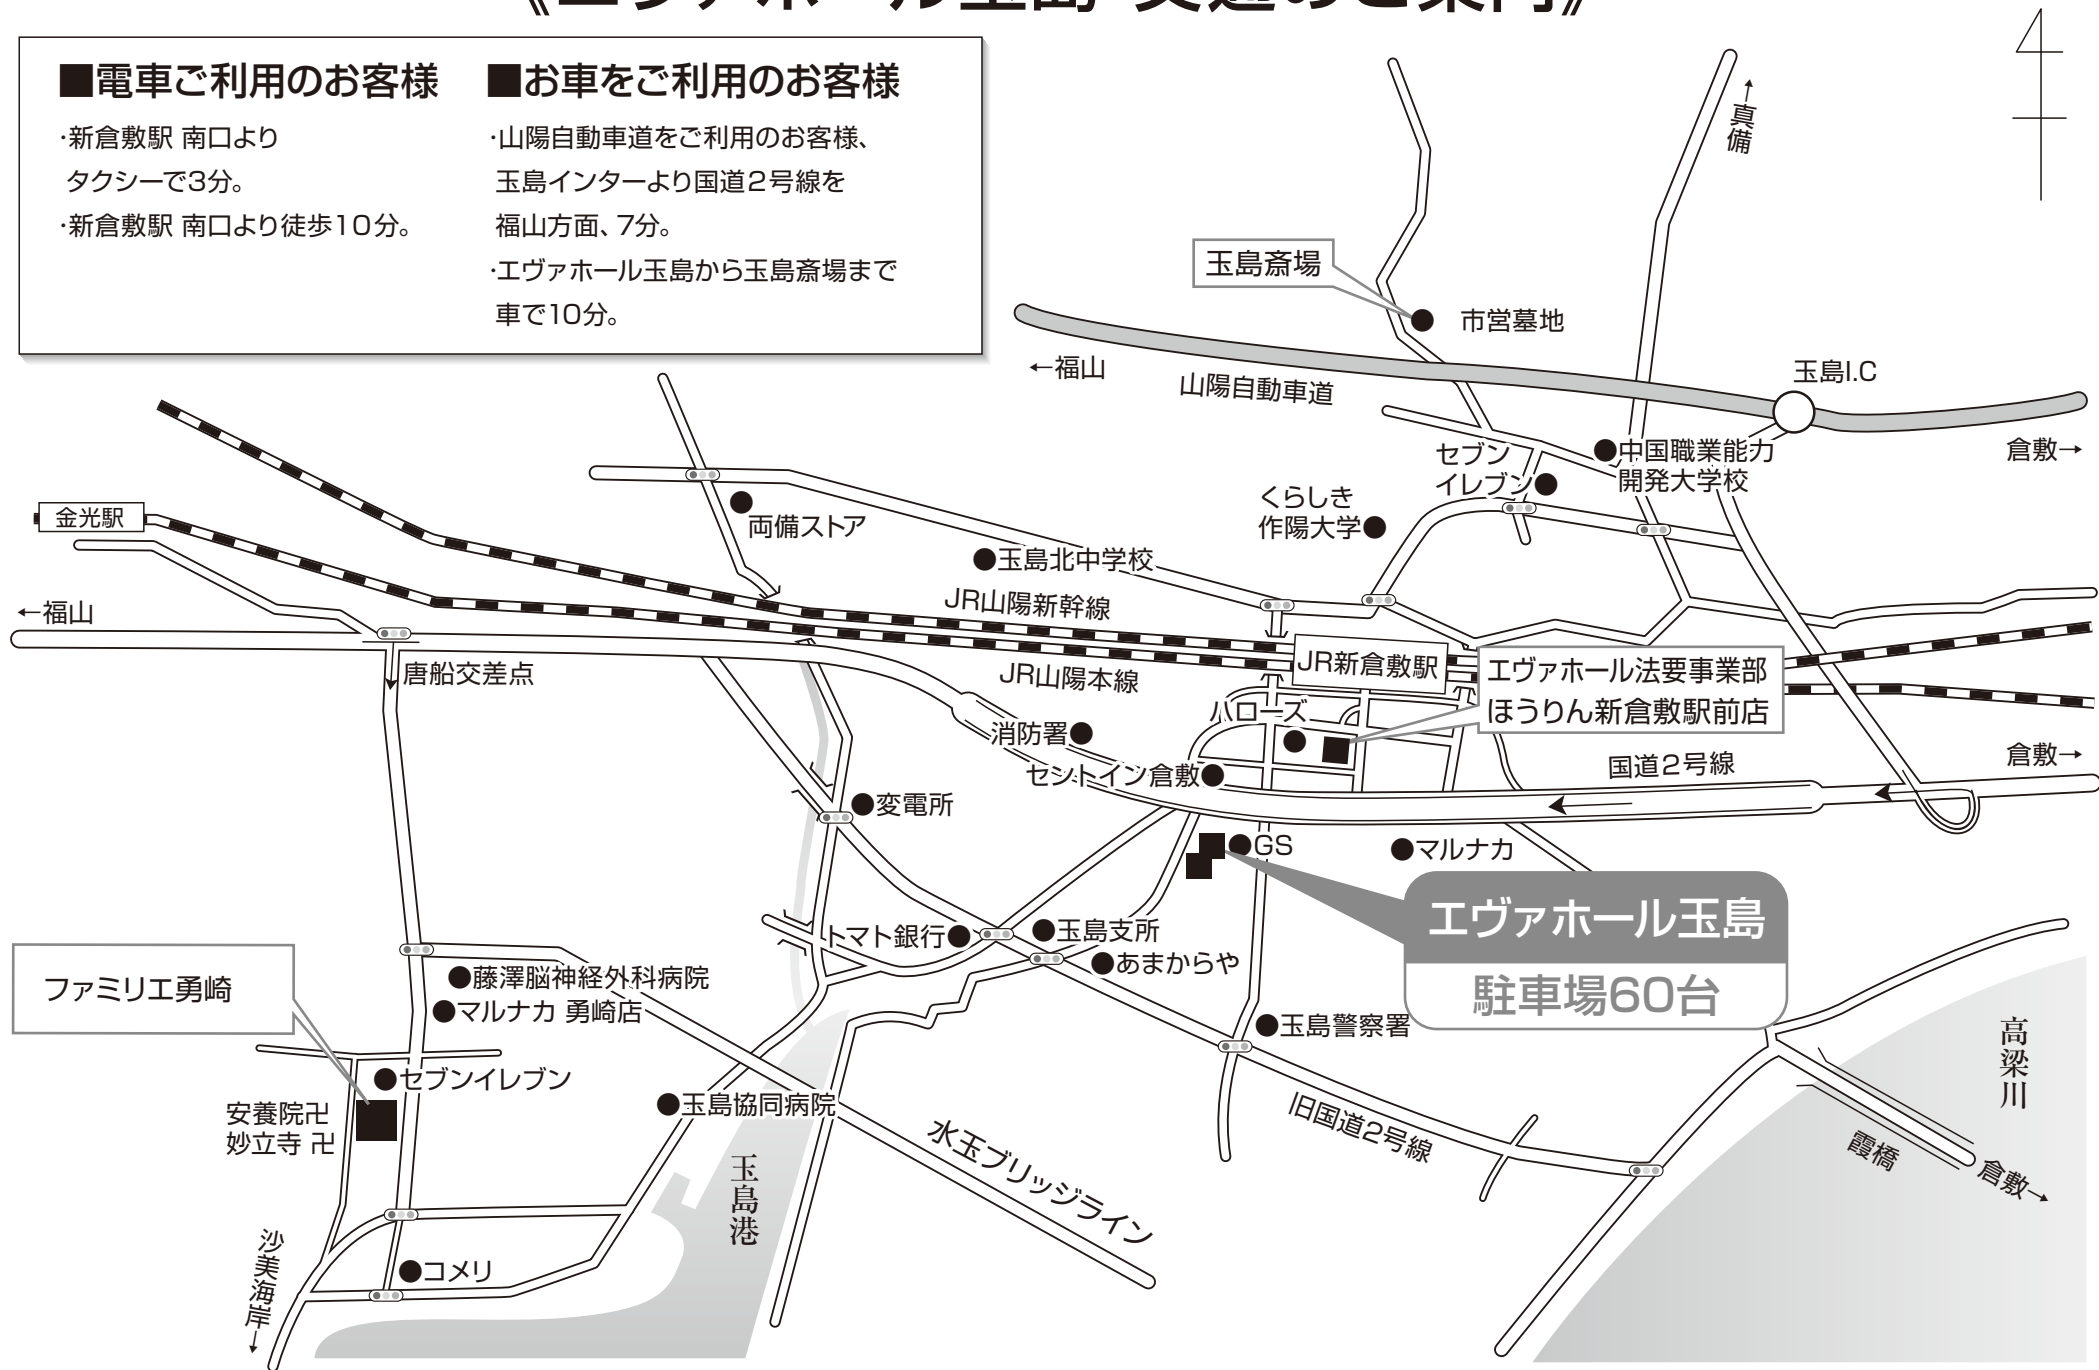 《エヴァホール玉島 交通のご案内》
■電車ご利用のお客様
･新倉敷駅 南口より
タクシーで3分。
･新倉敷駅 南口より徒歩10分。
■お車をご利用のお客様
･山陽自動車道をご利用のお客様、
玉島インターより国道2号線を
福山方面、7分。
･エヴァホール玉島から玉島斎場まで
車で10分。
←真備
玉島斎場
市営墓地
←福山
山陽自動車道
玉島I.C
倉敷→
中国職業能力
開発大学校
セブン
イレブン
くらしき
作陽大学
金光駅
両備ストア
玉島北中学校
←福山
JR山陽新幹線
JR山陽本線
JR新倉敷駅
エヴァホール法要事業部
ほうりん新倉敷駅前店
唐船交差点
ハローズ
消防署
セントイン倉敷
国道2号線
倉敷→
変電所
GS
マルナカ
エヴァホール玉島
駐車場60台
トマト銀行
玉島支所
あまからや
ファミリエ勇崎
藤澤脳神経外科病院
マルナカ 勇崎店
玉島警察署
高梁川
セブンイレブン
安養院卍
妙立寺 卍
玉島協同病院
水玉ブリッジライン
旧国道2号線
霞橋
倉敷→
玉島港
沙美海岸→
コメリ